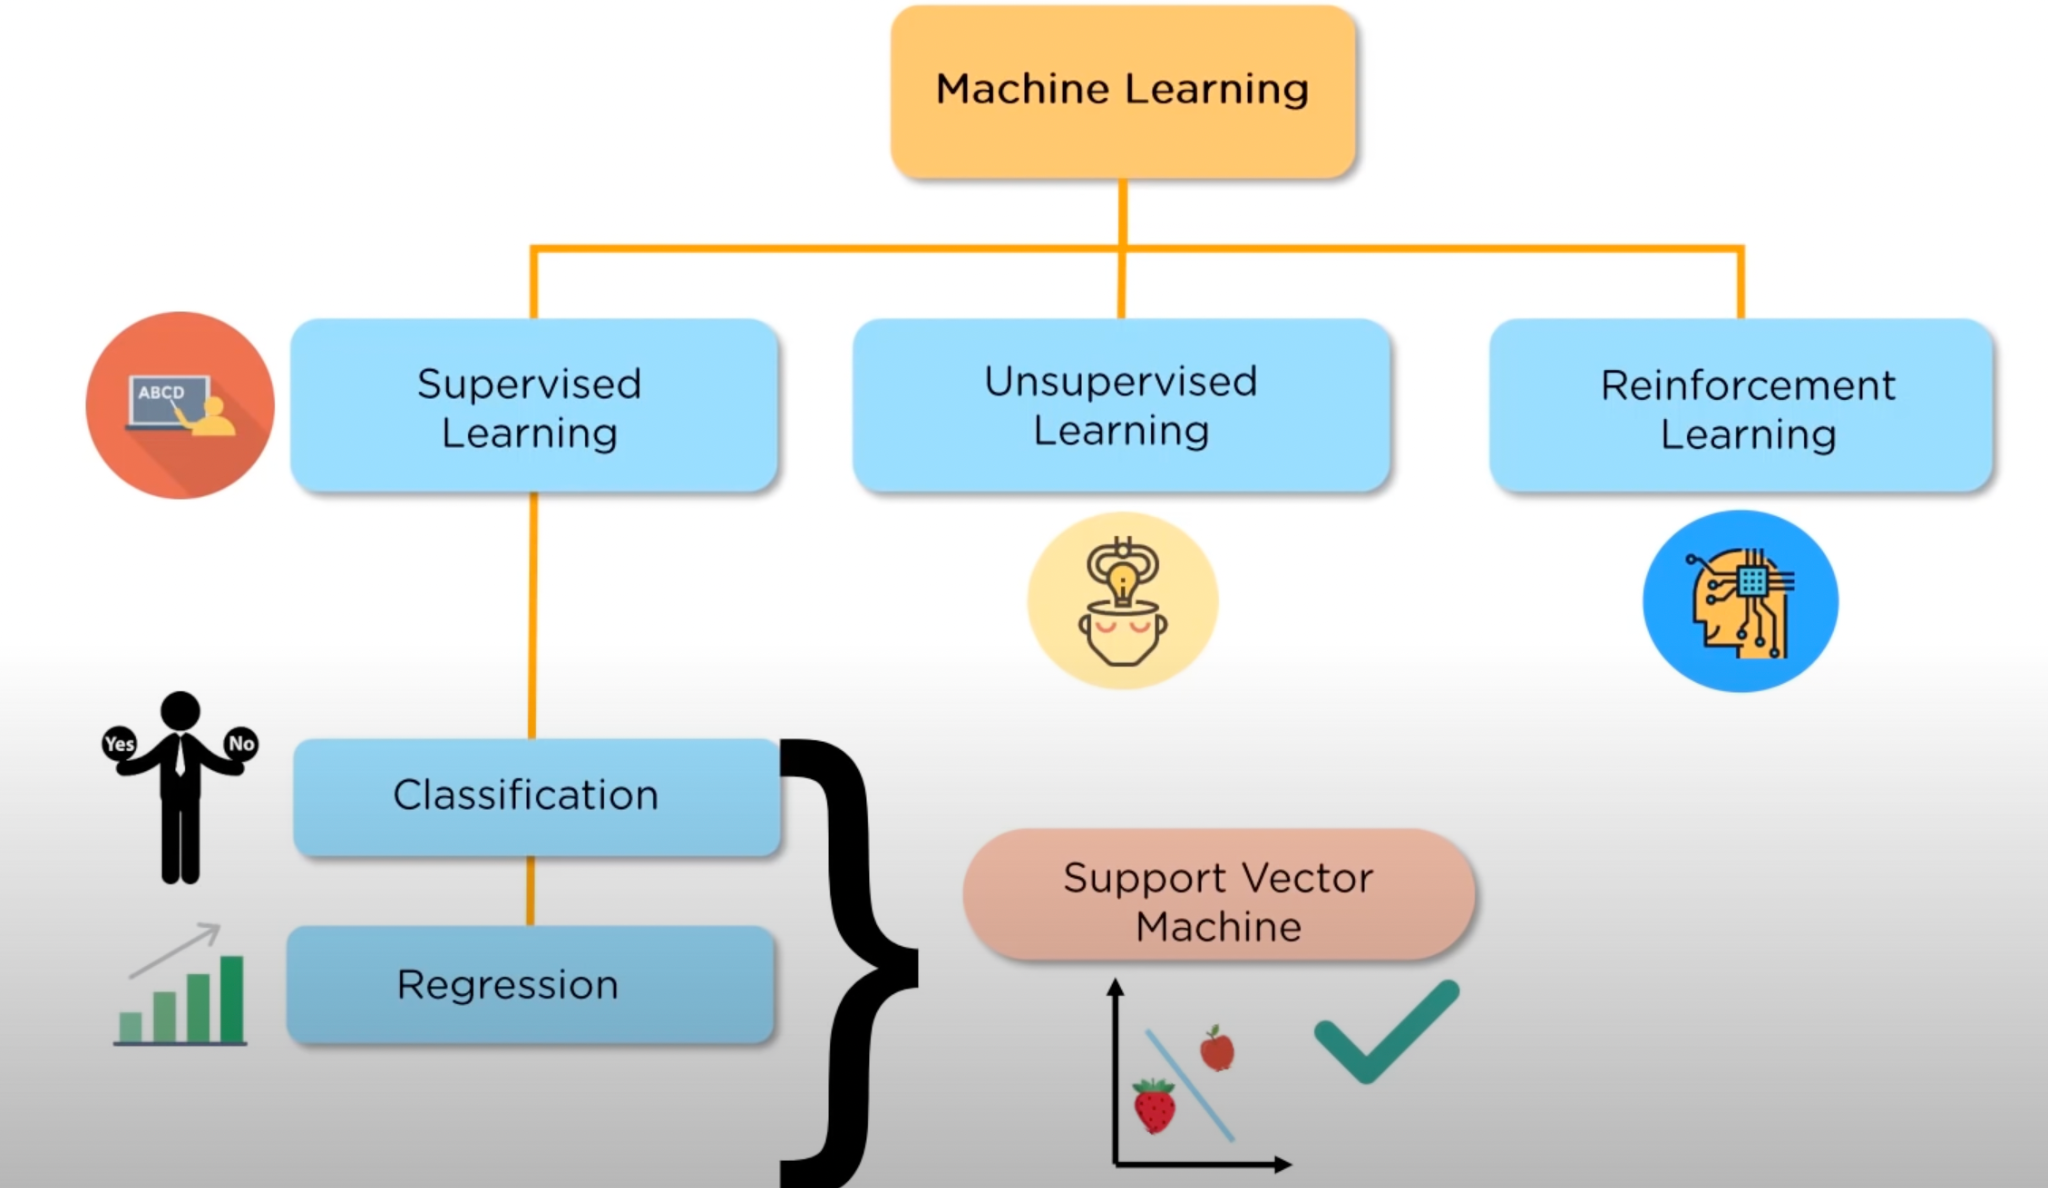 Machine Learning
ABCD
Supervised
Learning
Unsupervised
Learning
Reinforcement
Learning
Yes
No
Classification
Support Vector
Machine
Regression